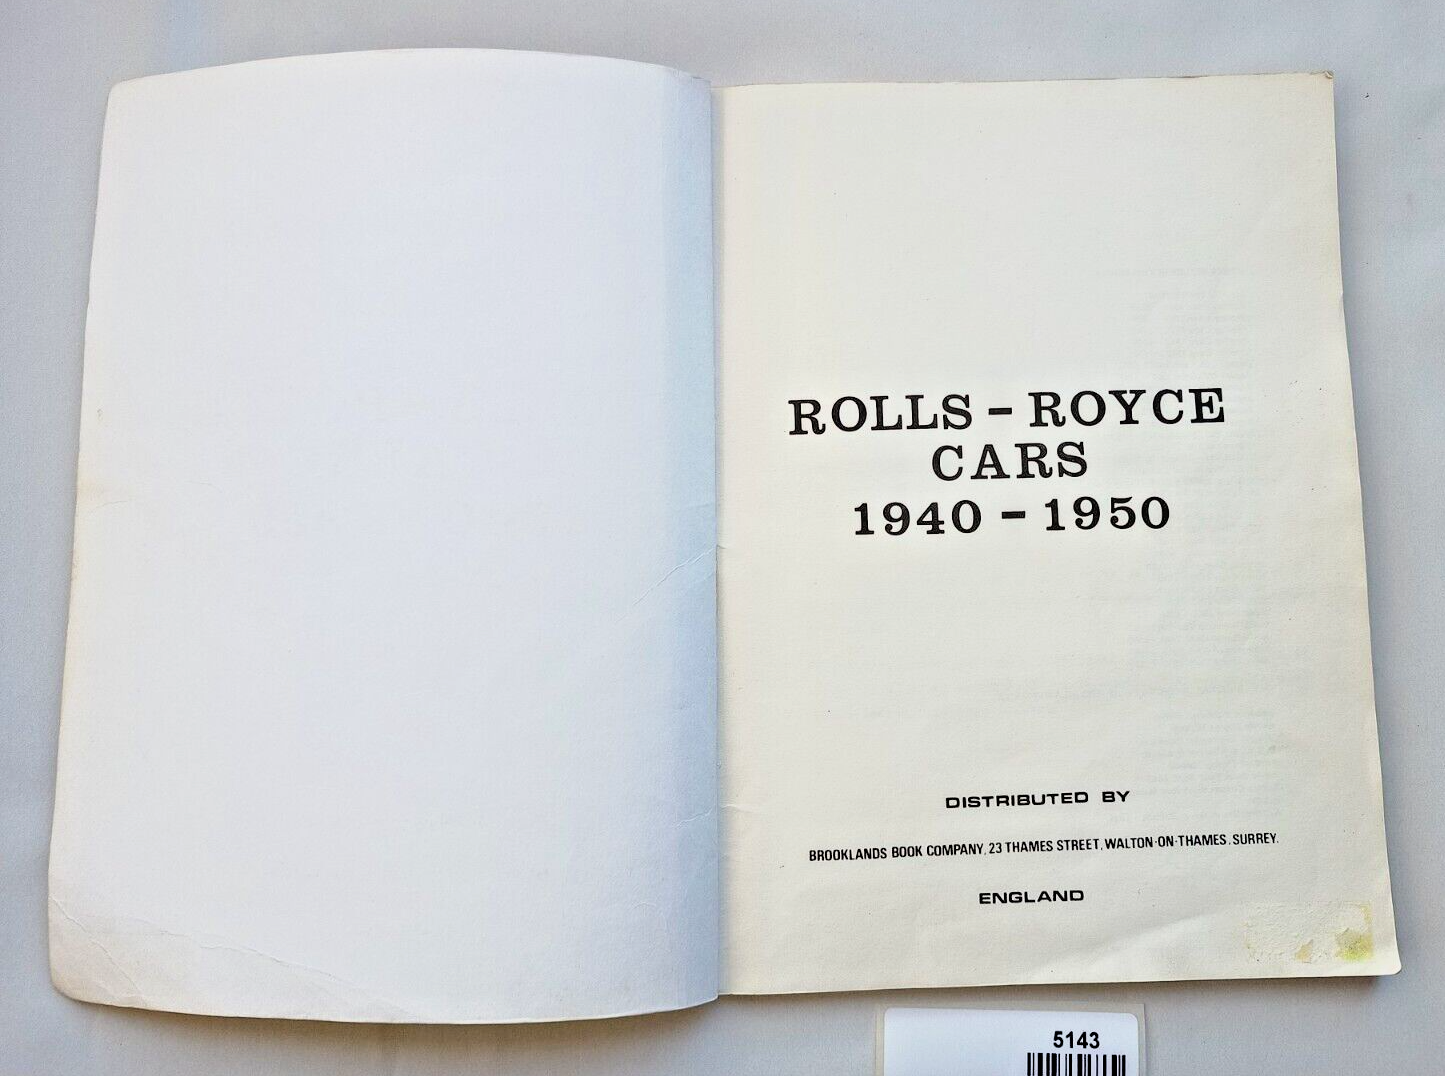 ROLLS - ROYCE
CARS
1940 - 1950
DISTRIBUTED BY
BROOKLANDS BOOK COMPANY, 23 THAMES STREET, WALTON-ON-THAMES, SURREY.
ENGLAND
5143